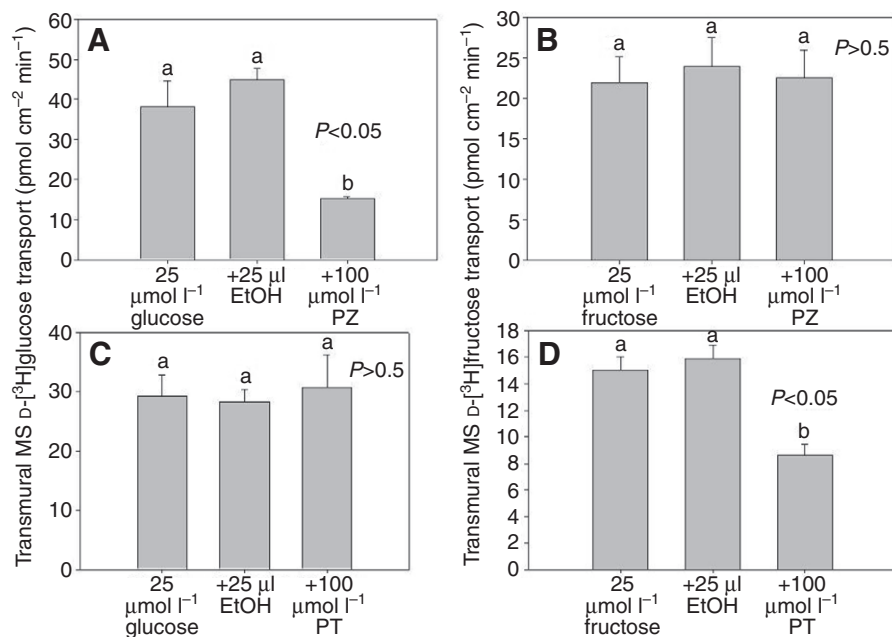 Transmural MS D-[³H]glucose transport (pmol cm⁻² min⁻¹)
A
60
50
40
30
20
10
0
a
a
P<0.05
b
25
µmol l⁻¹
glucose
+25 µl
EtOH
+100
µmol l⁻¹
PZ
Transmural MS D-[³H]fructose transport (pmol cm⁻² min⁻¹)
B
30
25
20
15
10
5
0
a
a
a
P>0.5
25
µmol l⁻¹
fructose
+25 µl
EtOH
+100
µmol l⁻¹
PZ
C
40
30
20
10
0
a
a
a
P>0.5
25
µmol l⁻¹
glucose
+25 µl
EtOH
+100
µmol l⁻¹
PT
D
18
16
14
12
10
8
6
4
2
0
a
a
P<0.05
b
25
µmol l⁻¹
fructose
+25 µl
EtOH
+100
µmol l⁻¹
PT